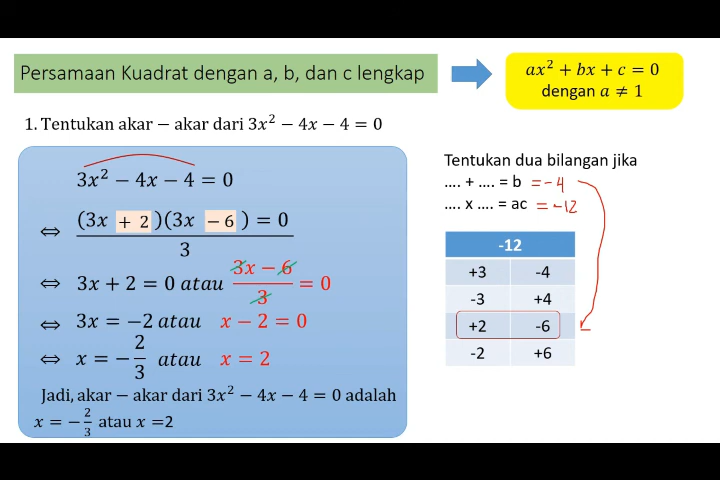 Persamaan Kuadrat dengan a, b, dan c lengkap
ax² + bx + c = 0
dengan a ≠ 1
1. Tentukan akar − akar dari 3x² − 4x − 4 = 0
3x² − 4x − 4 = 0
⇔ (3x + 2)(3x − 6) = 0
3
⇔ 3x + 2 = 0 atau (3x − 6)/3 = 0
⇔ 3x = −2 atau x − 2 = 0
⇔ x = −2/3 atau x = 2
Jadi, akar − akar dari 3x² − 4x − 4 = 0 adalah
x = −2/3 atau x =2
Tentukan dua bilangan jika
.... + .... = b = -4
.... x .... = ac = -12
-12
+3 -4
-3 +4
+2 -6
-2 +6